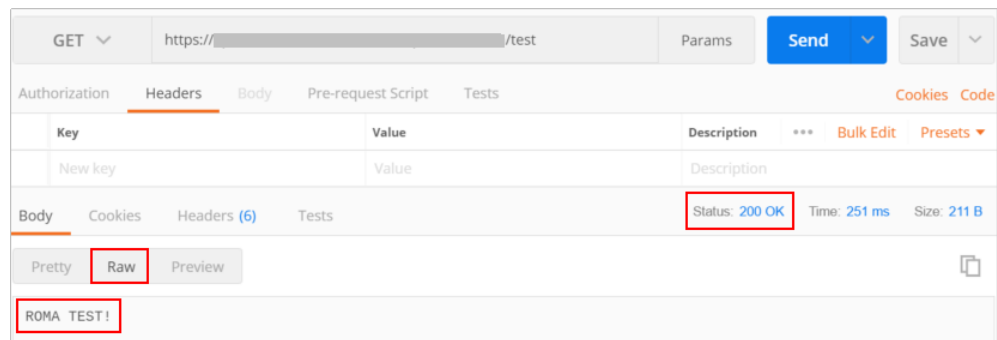 GET https:// /test Params Send Save
Authorization Headers Body Pre-request Script Tests Cookies Code
Key Value Description ••• Bulk Edit Presets
New key Value Description
Body Cookies Headers (6) Tests Status: 200 OK Time: 251 ms Size: 211 B
Pretty Raw Preview
ROMA TEST!